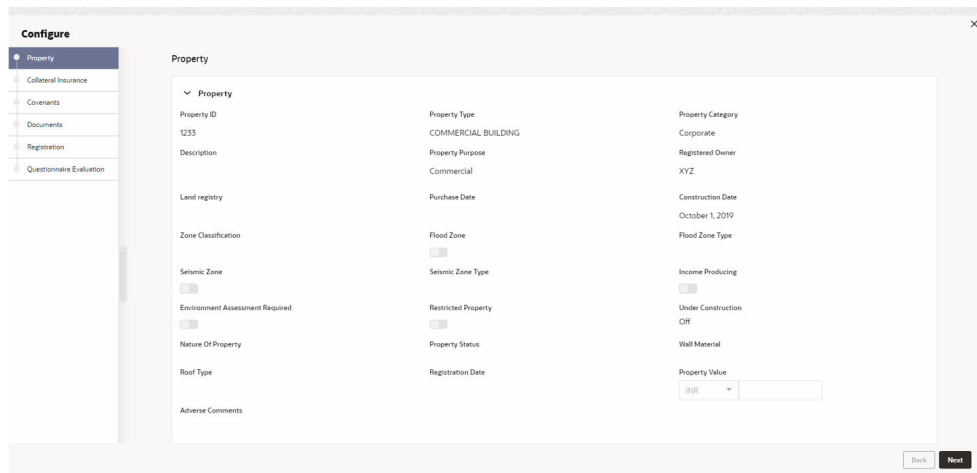 Configure
Property
Collateral Insurance
Covenants
Documents
Registration
Questionnaire Evaluation
Property
Property
Property ID
Property Type
Property Category
1233
COMMERCIAL BUILDING
Corporate
Description
Property Purpose
Registered Owner
Commercial
XYZ
Land registry
Purchase Date
Construction Date
October 1, 2019
Zone Classification
Flood Zone
Flood Zone Type
Seismic Zone
Seismic Zone Type
Income Producing
Environment Assessment Required
Restricted Property
Under Construction
Off
Nature Of Property
Property Status
Wall Material
Roof Type
Registration Date
Property Value
INR
Adverse Comments
Back
Next